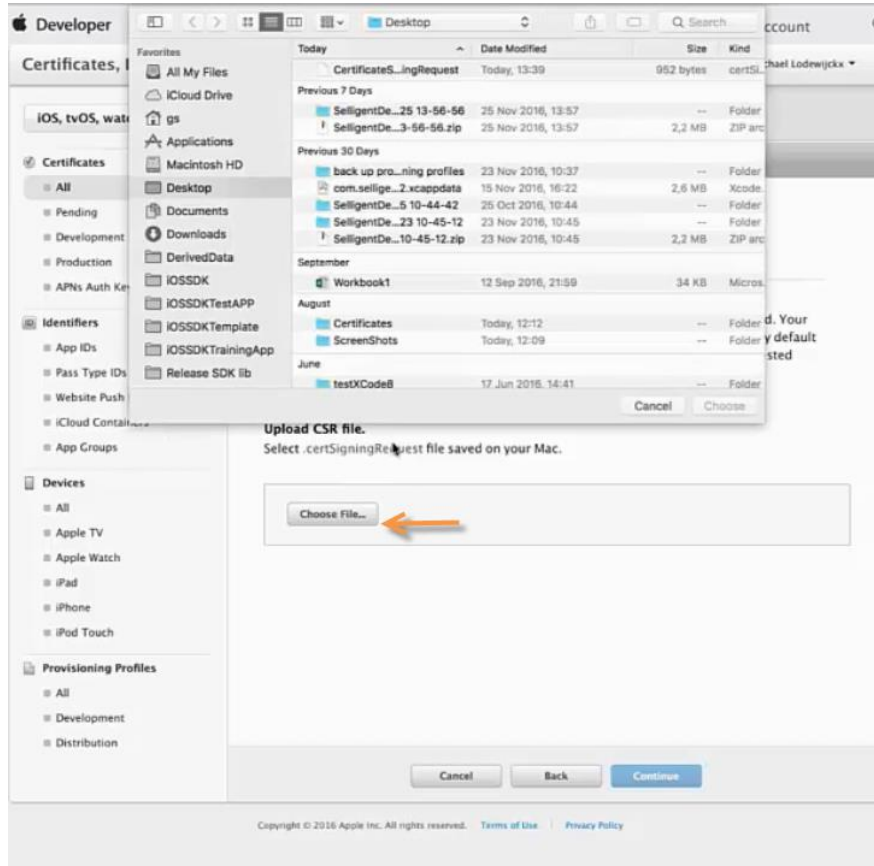 Developer
Desktop
Search
ccount
Certificates, I
chael Lodewijckx
Favorites
All My Files
iCloud Drive
gs
Applications
Macintosh HD
Desktop
Documents
Downloads
DerivedData
iOSSDK
iOSSDKTestAPP
iOSSDKTemplate
iOSSDKTrainingApp
Release SDK lib
Today Date Modified Size Kind
CertificateS...ingRequest Today, 13:39 952 bytes certSi...
Previous 7 Days
SelligentDe...25 13-56-56 25 Nov 2016, 13:57 -- Folder
SelligentDe...3-56-56.zip 25 Nov 2016, 13:57 2,2 MB ZIP arc
Previous 30 Days
back up pro...ning profiles 23 Nov 2016, 10:37 -- Folder
com.sellige...2.xcappdata 15 Nov 2016, 16:22 2,6 MB Xcode.
SelligentDe...5 10-44-42 25 Oct 2016, 10:44 -- Folder
SelligentDe...23 10-45-12 23 Nov 2016, 10:45 -- Folder
SelligentDe...10-45-12.zip 23 Nov 2016, 10:45 2,2 MB ZIP arc
September
Workbook1 12 Sep 2016, 21:59 34 KB Micros.
August
Certificates Today, 12:12 -- Folder
ScreenShots Today, 12:09 -- Folder
June
testXCode8 17 Jun 2016, 14:41 -- Folder
Cancel Choose
iOS, tvOS, wat
Certificates
All
Pending
Development
Production
APNs Auth Key
Identifiers
App IDs
Pass Type IDs
Website Push
iCloud Contain
App Groups
Devices
All
Apple TV
Apple Watch
iPad
iPhone
iPod Touch
Provisioning Profiles
All
Development
Distribution
d. Your
y default
sted
Upload CSR file.
Select .certSigningRequest file saved on your Mac.
Choose File...
Cancel Back Continue
Copyright © 2016 Apple Inc. All rights reserved. Terms of Use Privacy Policy